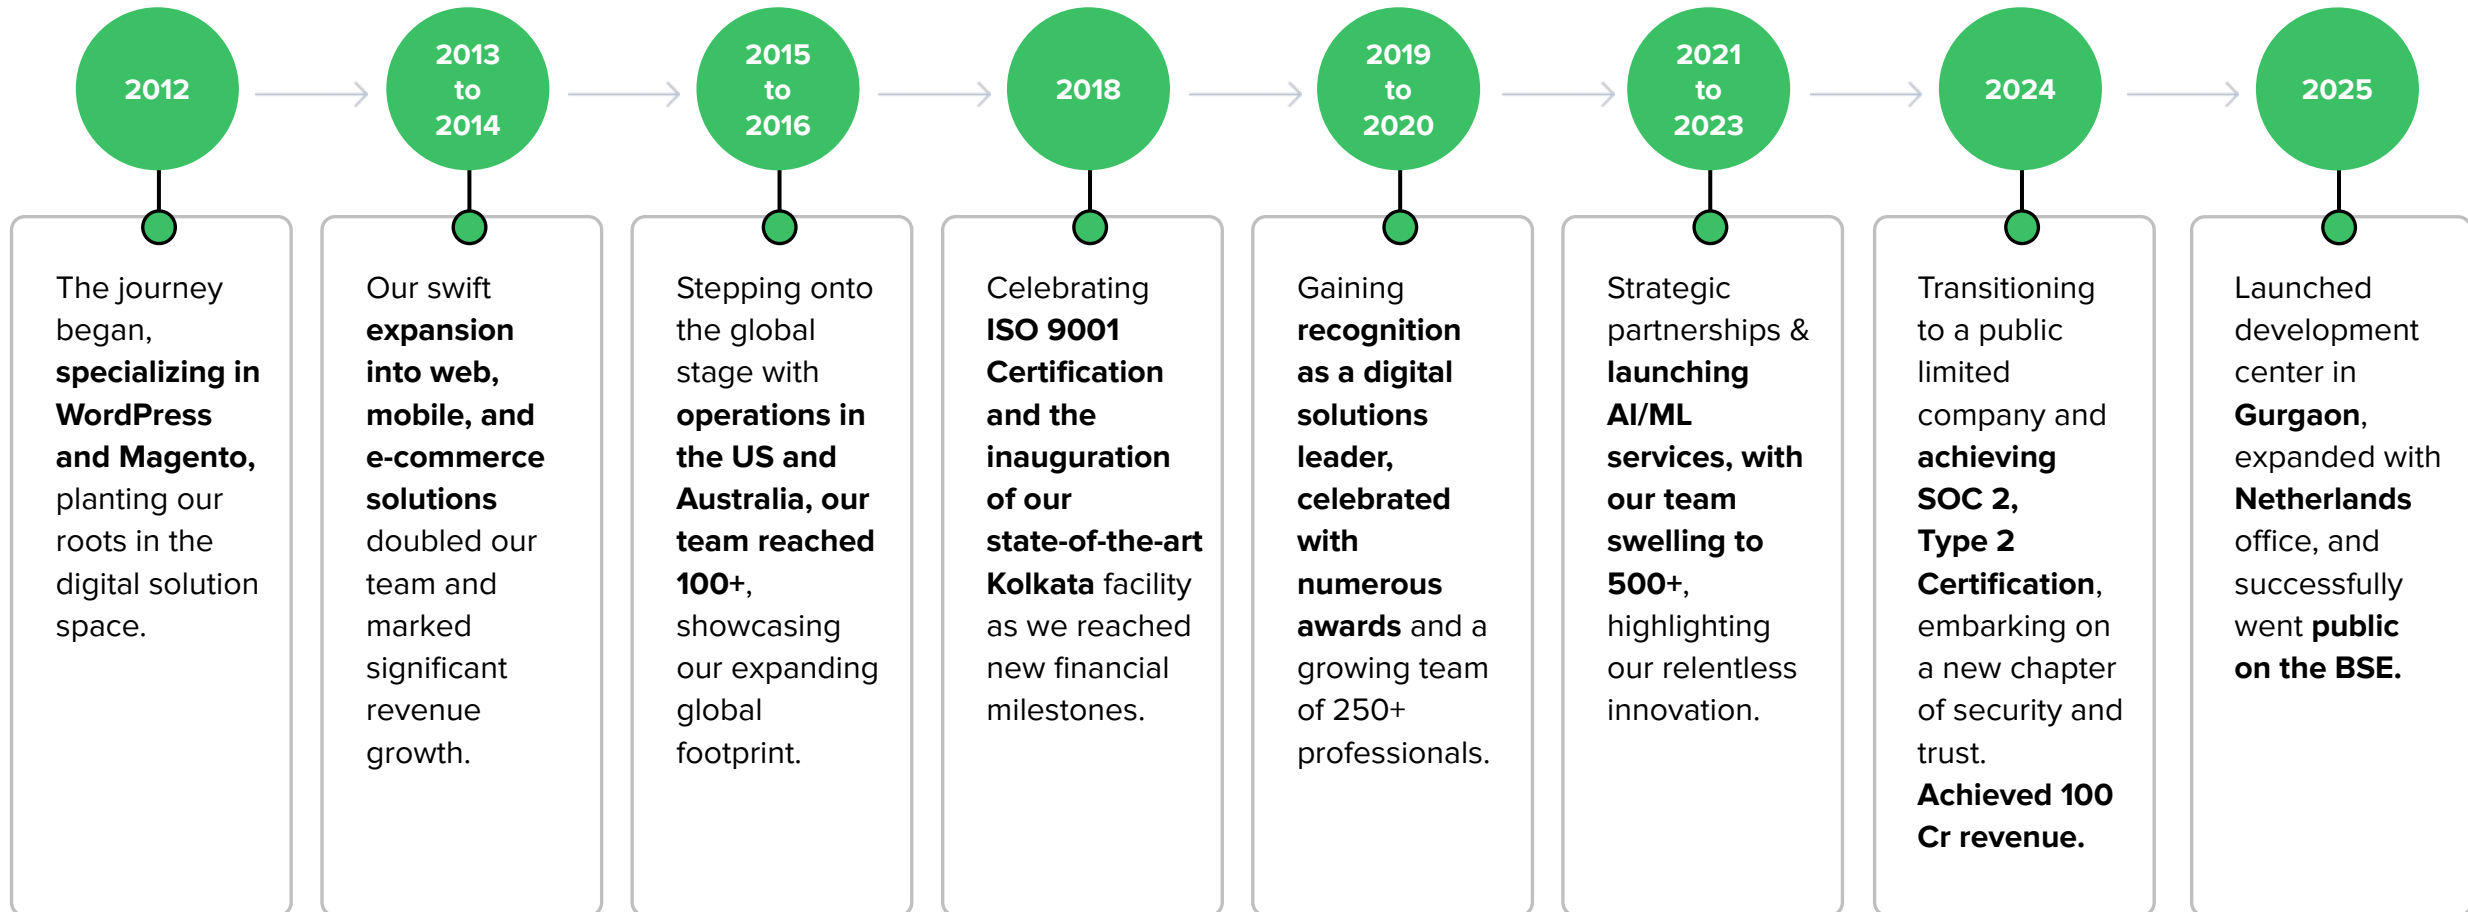 2012
The journey
began,
specializing in
WordPress
and Magento,
planting our
roots in the
digital solution
space.
2013
to
2014
Our swift
expansion
into web,
mobile, and
e-commerce
solutions
doubled our
team and
marked
significant
revenue
growth.
2015
to
2016
Stepping onto
the global
stage with
operations in
the US and
Australia, our
team reached
100+,
showcasing
our expanding
global
footprint.
2018
Celebrating
ISO 9001
Certification
and the
inauguration
of our
state-of-the-art
Kolkata facility
as we reached
new financial
milestones.
2019
to
2020
Gaining
recognition
as a digital
solutions
leader,
celebrated
with
numerous
awards and a
growing team
of 250+
professionals.
2021
to
2023
Strategic
partnerships &
launching
AI/ML
services, with
our team
swelling to
500+,
highlighting
our relentless
innovation.
2024
Transitioning
to a public
limited
company and
achieving
SOC 2,
Type 2
Certification,
embarking on
a new chapter
of security and
trust.
Achieved 100
Cr revenue.
2025
Launched
development
center in
Gurgaon,
expanded with
Netherlands
office, and
successfully
went public
on the BSE.